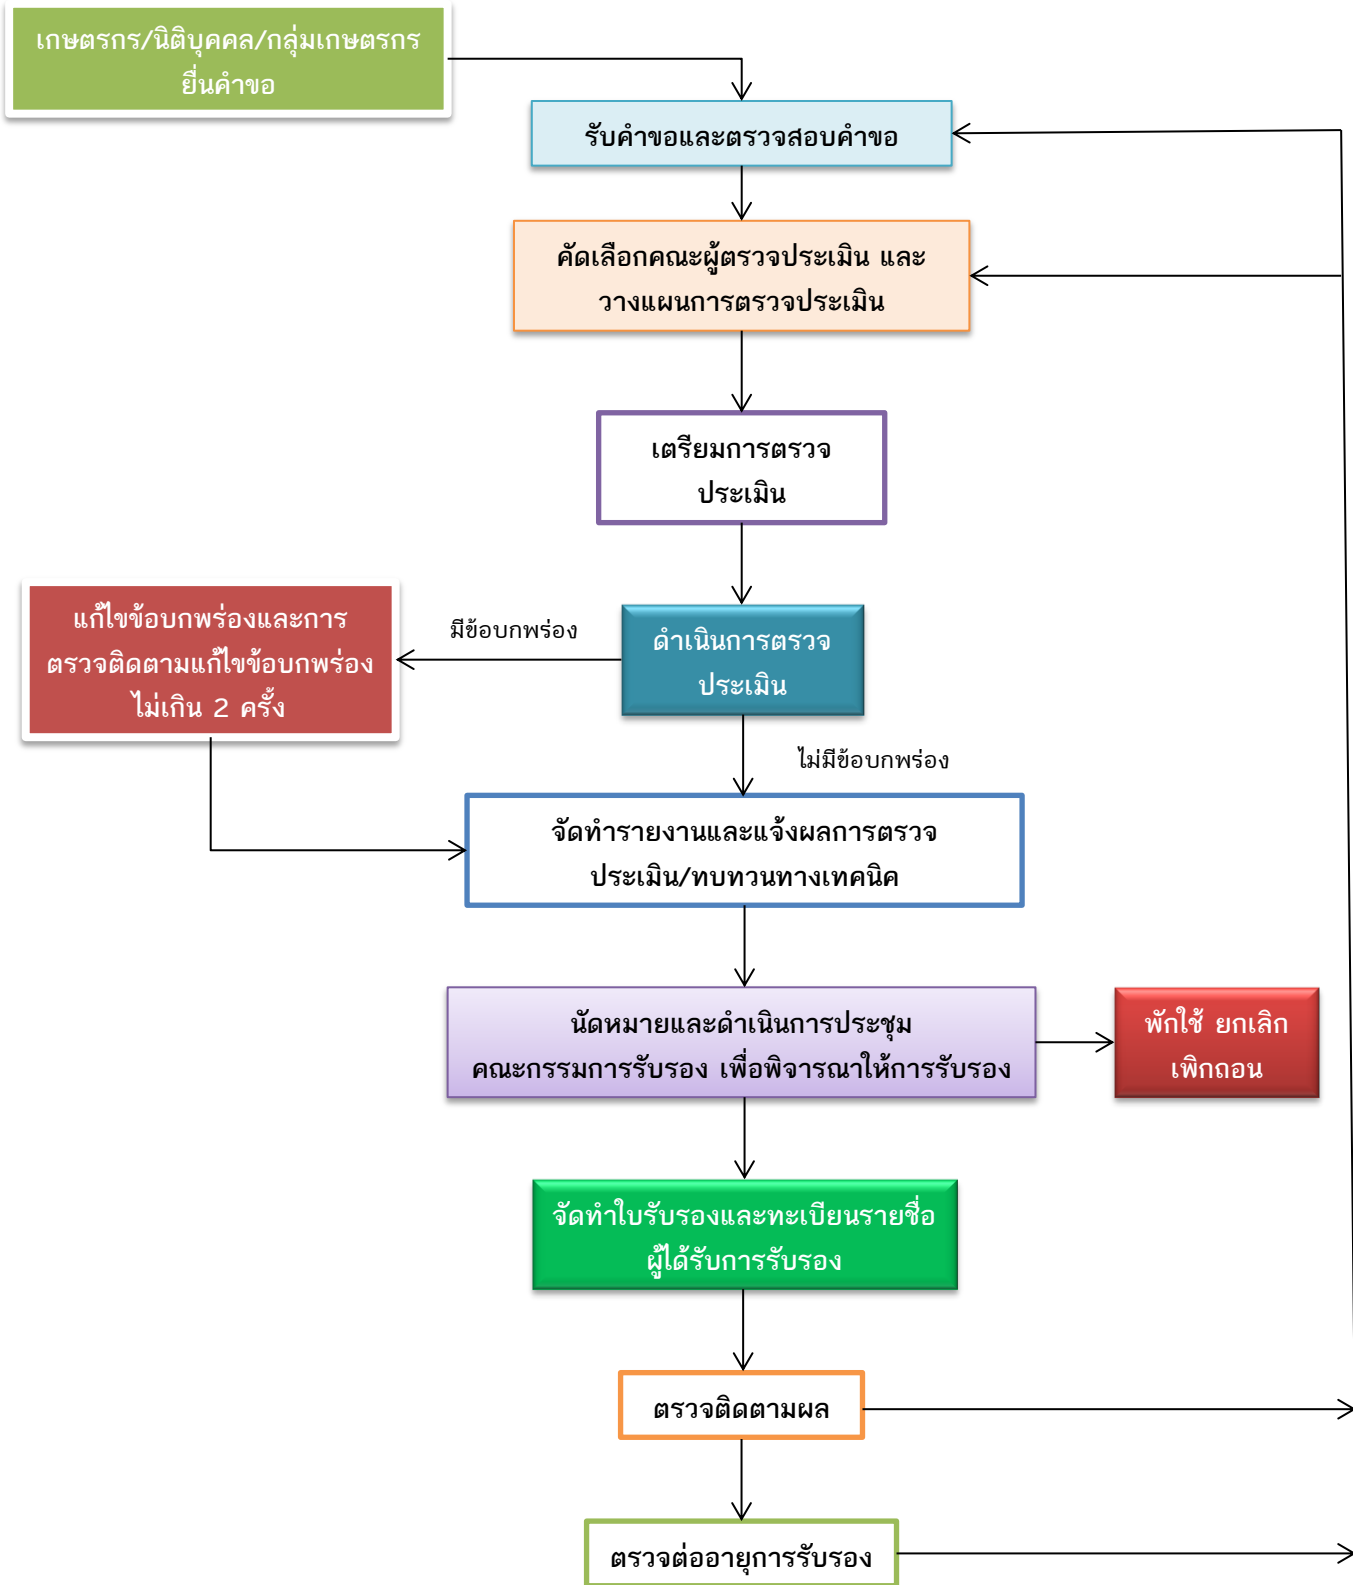 เกษตรกร/นิติบุคคล/กลุ่มเกษตรกร
ยื่นคำขอ
รับคำขอและตรวจสอบคำขอ
คัดเลือกคณะผู้ตรวจประเมิน และ
วางแผนการตรวจประเมิน
เตรียมการตรวจ
ประเมิน
แก้ไขข้อบกพร่องและการ
ตรวจติดตามแก้ไขข้อบกพร่อง
ไม่เกิน 2 ครั้ง
มีข้อบกพร่อง
ดำเนินการตรวจ
ประเมิน
ไม่มีข้อบกพร่อง
จัดทำรายงานและแจ้งผลการตรวจ
ประเมิน/ทบทวนทางเทคนิค
นัดหมายและดำเนินการประชุม
คณะกรรมการรับรอง เพื่อพิจารณาให้การรับรอง
พักใช้ ยกเลิก
เพิกถอน
จัดทำใบรับรองและทะเบียนรายชื่อ
ผู้ได้รับการรับรอง
ตรวจติดตามผล
ตรวจต่ออายุการรับรอง